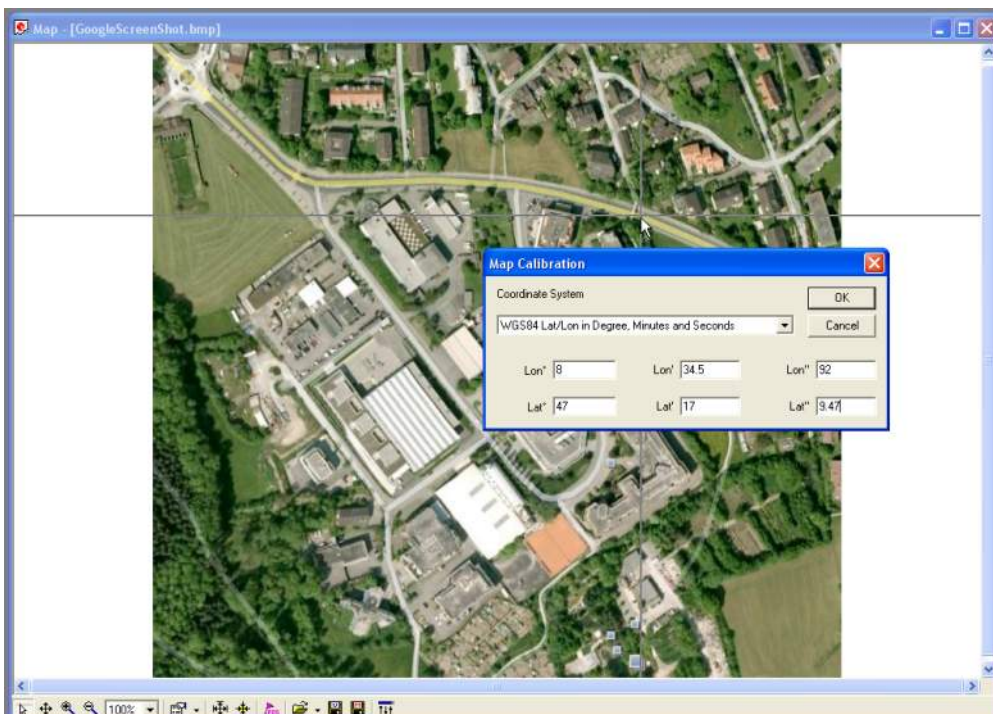 Map - [GoogleScreenShot.bmp]
Map Calibration
Coordinate System
OK
WGS84 Lat/Lon in Degree, Minutes and Seconds
Cancel
Lon° 8 Lon' 34.5 Lon'' 92
Lat° 47 Lat' 17 Lat'' 9.47
100%